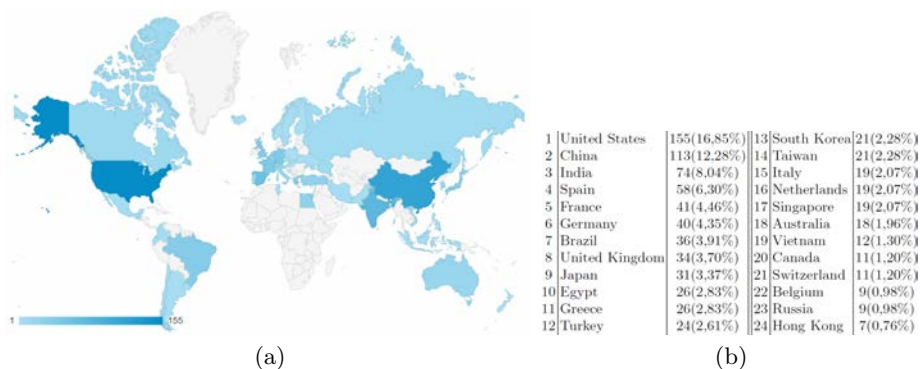 1 United States 155(16,85%) 13 South Korea 21(2,28%)
2 China 113(12,28%) 14 Taiwan 21(2,28%)
3 India 74(8,04%) 15 Italy 19(2,07%)
4 Spain 58(6,30%) 16 Netherlands 19(2,07%)
5 France 41(4,46%) 17 Singapore 19(2,07%)
6 Germany 40(4,35%) 18 Australia 18(1,96%)
7 Brazil 36(3,91%) 19 Vietnam 12(1,30%)
8 United Kingdom 34(3,70%) 20 Canada 11(1,20%)
9 Japan 31(3,37%) 21 Switzerland 11(1,20%)
10 Egypt 26(2,83%) 22 Belgium 9(0,98%)
11 Greece 26(2,83%) 23 Russia 9(0,98%)
12 Turkey 24(2,61%) 24 Hong Kong 7(0,76%)
1 155
(a) (b)